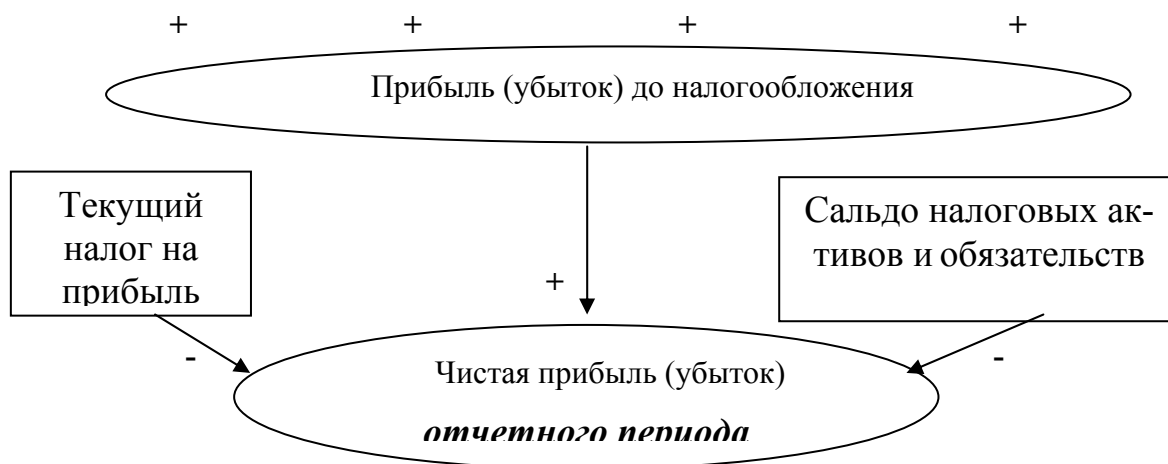 + + + +
Прибыль (убыток) до налогообложения
Текущий
налог на
прибыль
Сальдо налоговых ак-
тивов и обязательств
+
- -
Чистая прибыль (убыток)
отчетного периода